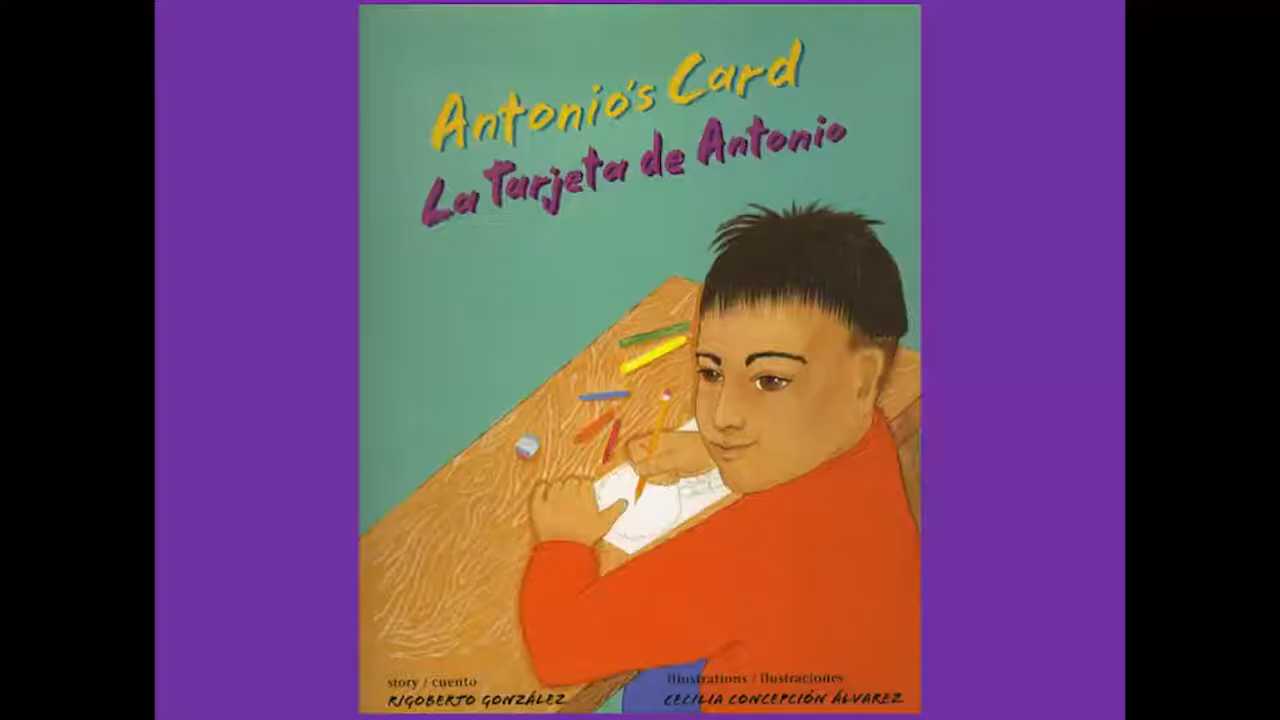 Antonio's Card
La Tarjeta de Antonio
story / cuento
RIGOBERTO GONZÁLEZ
illustrations / ilustraciones
CECILIA CONCEPCIÓN ÁLVAREZ